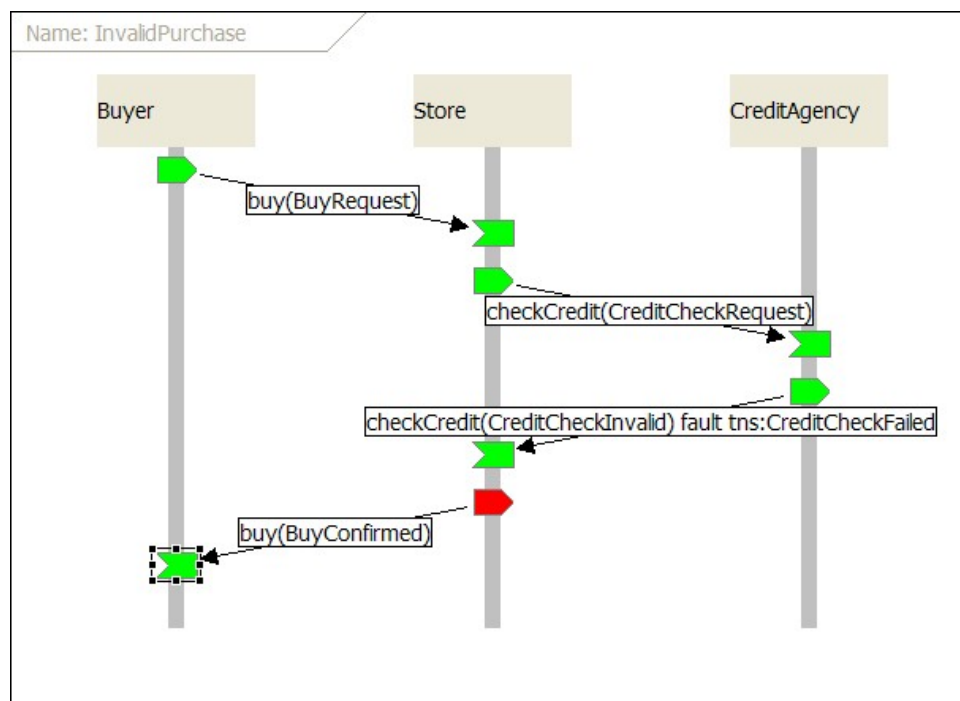 Name: InvalidPurchase
Buyer
Store
CreditAgency
buy(BuyRequest)
checkCredit(CreditCheckRequest)
checkCredit(CreditCheckInvalid) fault tns:CreditCheckFailed
buy(BuyConfirmed)